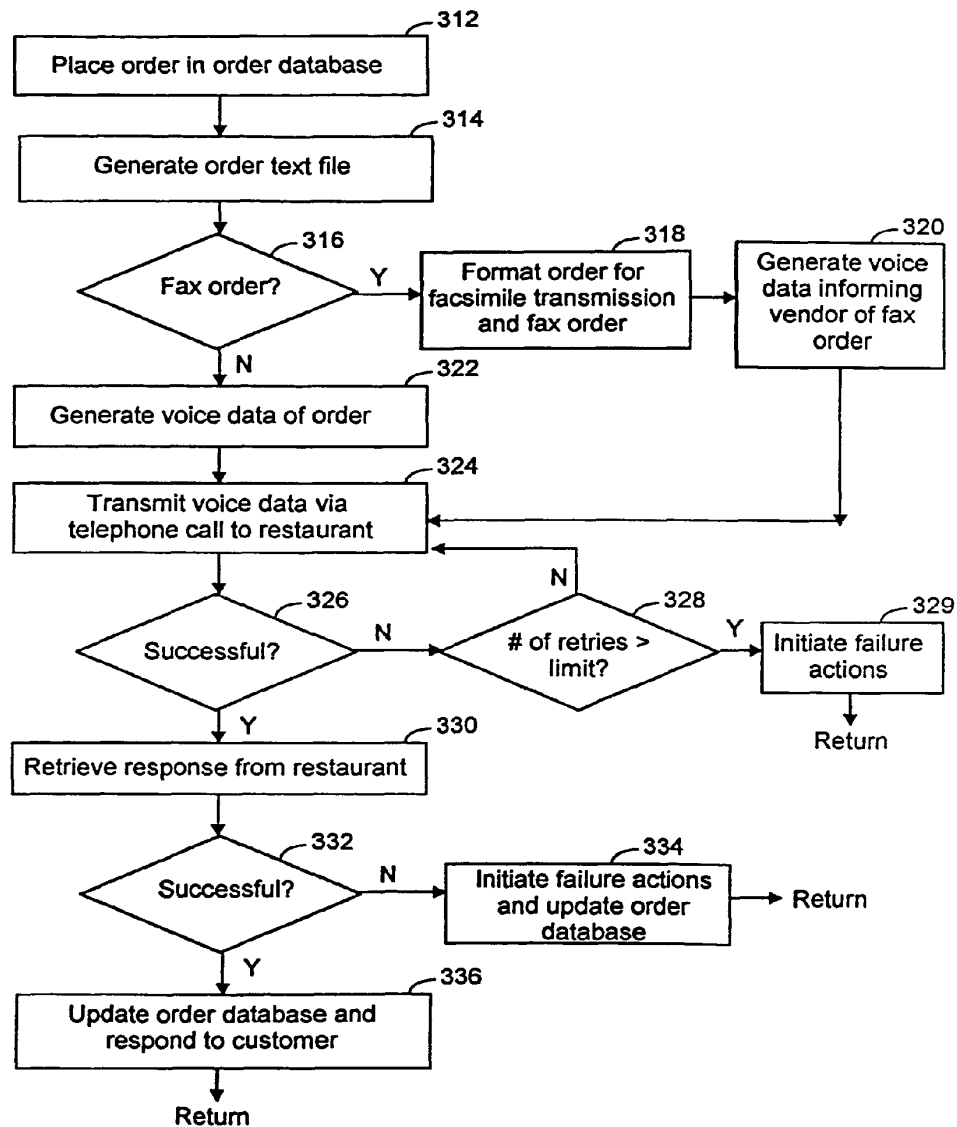 312
Place order in order database
314
Generate order text file
316
Fax order?
Y
318
Format order for
facsimile transmission
and fax order
320
Generate voice
data informing
vendor of fax
order
N
322
Generate voice data of order
324
Transmit voice data via
telephone call to restaurant
326
Successful?
N
328
# of retries >
limit?
N
Y
329
Initiate failure
actions
Return
Y
330
Retrieve response from restaurant
332
Successful?
N
334
Initiate failure actions
and update order
database
Return
Y
336
Update order database and
respond to customer
Return